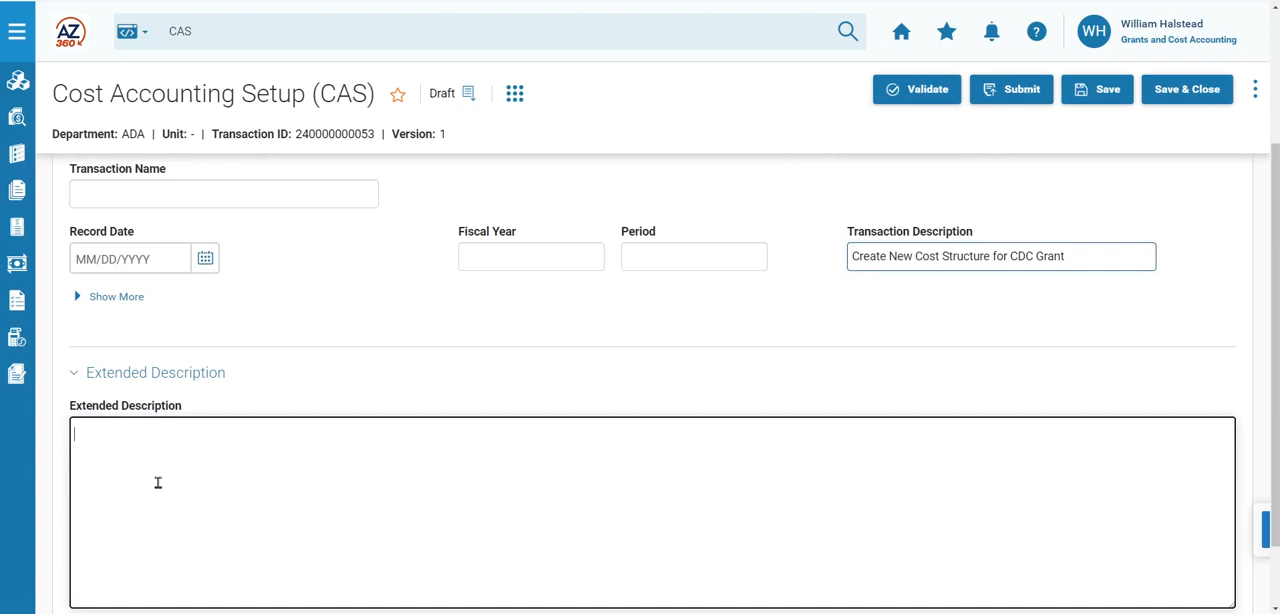 AZ
360
CAS
?
WH
William Halstead
Grants and Cost Accounting
Cost Accounting Setup (CAS)
Draft
Validate
Submit
Save
Save & Close
Department: ADA | Unit: - | Transaction ID: 240000000053 | Version: 1
Transaction Name
Record Date
Fiscal Year
Period
Transaction Description
MM/DD/YYYY
Create New Cost Structure for CDC Grant
Show More
Extended Description
Extended Description